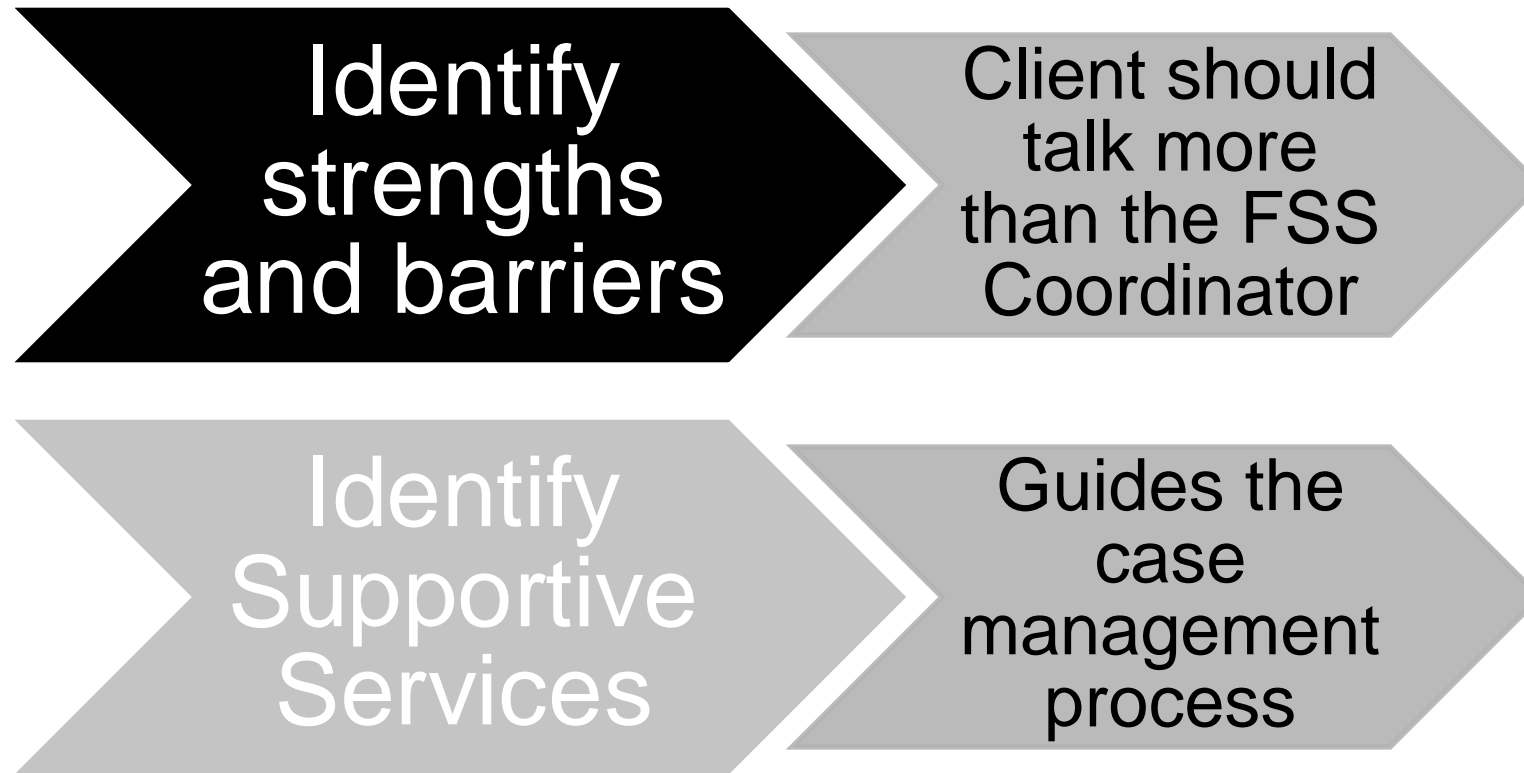 Identify
strengths
and barriers
Client should
talk more
than the FSS
Coordinator
Identify
Supportive
Services
Guides the
case
management
process